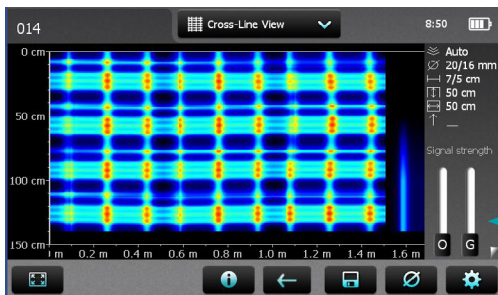 014
Cross-Line View
8:50
Auto
20/16 mm
7/5 cm
50 cm
50 cm
Signal strength
O G
0 cm
50 cm
100 cm
150 cm
m 0.2 m 0.4 m 0.6 m 0.8 m 1.0 m 1.2 m 1.4 m 1.6 m